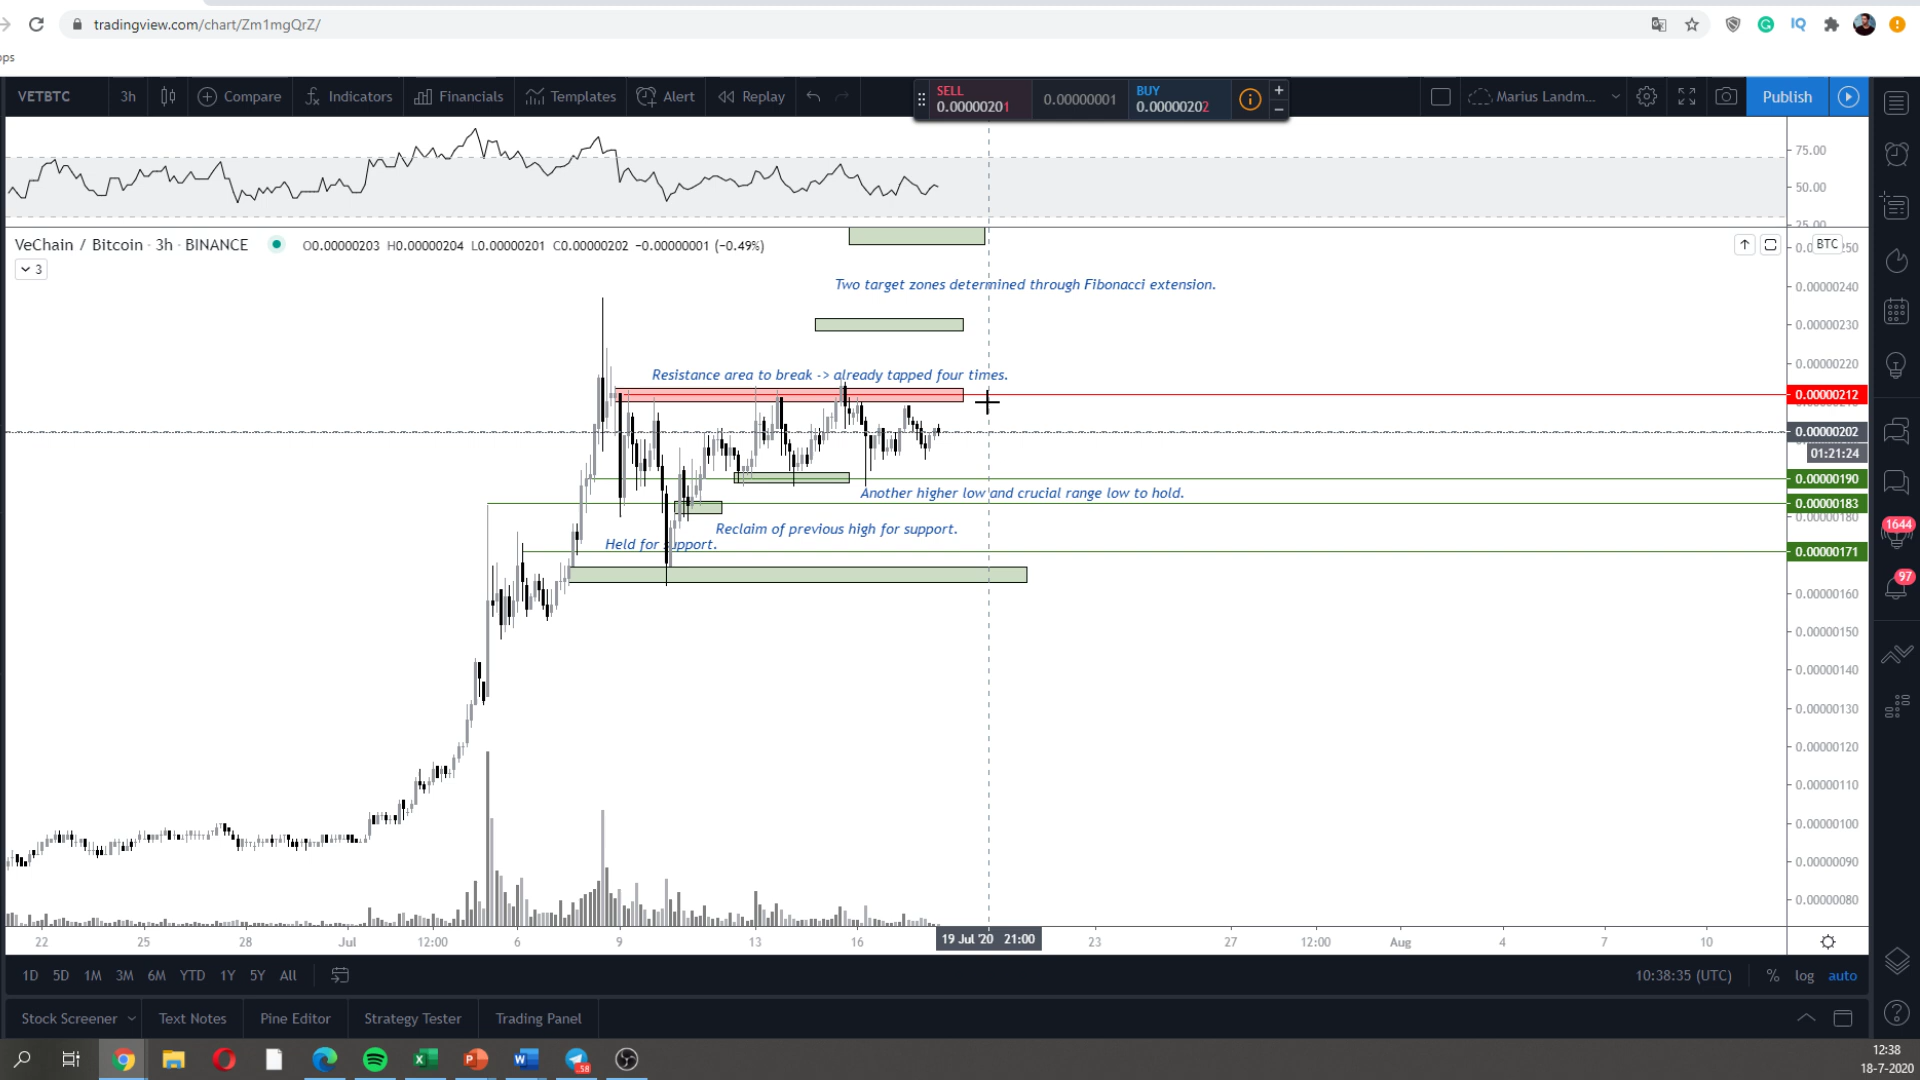 tradingview.com/chart/Zm1mgQrZ/
IQ
ps
VETBTC 3h Compare Indicators Financials Templates Alert Replay
SELL
0.00000201
0.00000001
BUY
0.00000202
+
−
Marius Landm...
Publish
75.00
50.00
25.00
VeChain / Bitcoin · 3h · BINANCE O0.00000203 H0.00000204 L0.00000201 C0.00000202 −0.00000001 (−0.49%)
3
BTC
Two target zones determined through Fibonacci extension.
Resistance area to break -> already tapped four times.
Another higher low and crucial range low to hold.
Reclaim of previous high for support.
Held for support.
0.00000240
0.00000230
0.00000220
0.00000212
0.00000202
01:21:24
0.00000190
0.00000183
0.00000180
0.00000171
0.00000160
0.00000150
0.00000140
0.00000130
0.00000120
0.00000110
0.00000100
0.00000090
0.00000080
1644
97
22 25 28 Jul 12:00 6 9 13 16 19 Jul '20 21:00 23 27 12:00 Aug 4 7 10
1D 5D 1M 3M 6M YTD 1Y 5Y All
10:38:35 (UTC) % log auto
Stock Screener Text Notes Pine Editor Strategy Tester Trading Panel
58
12:38
18-7-2020